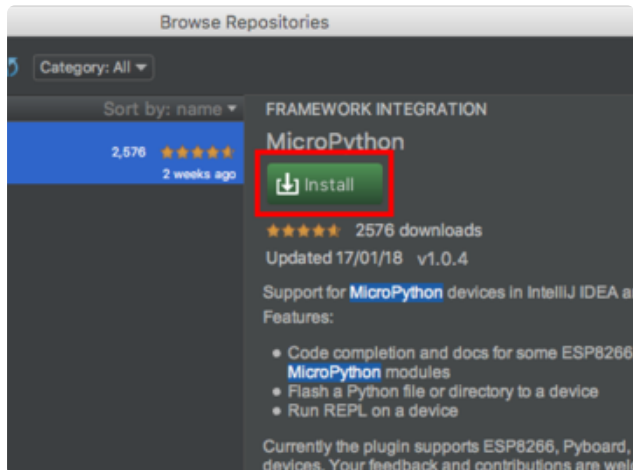 Browse Repositories
Category: All
Sort by: name
2,576
2 weeks ago
FRAMEWORK INTEGRATION
MicroPython
Install
2576 downloads
Updated 17/01/18 v1.0.4
Support for MicroPython devices in IntelliJ IDEA a
Features:
• Code completion and docs for some ESP8266
MicroPython modules
• Flash a Python file or directory to a device
• Run REPL on a device
Currently the plugin supports ESP8266, Pyboard,
devices. Your feedback and contributions are wel